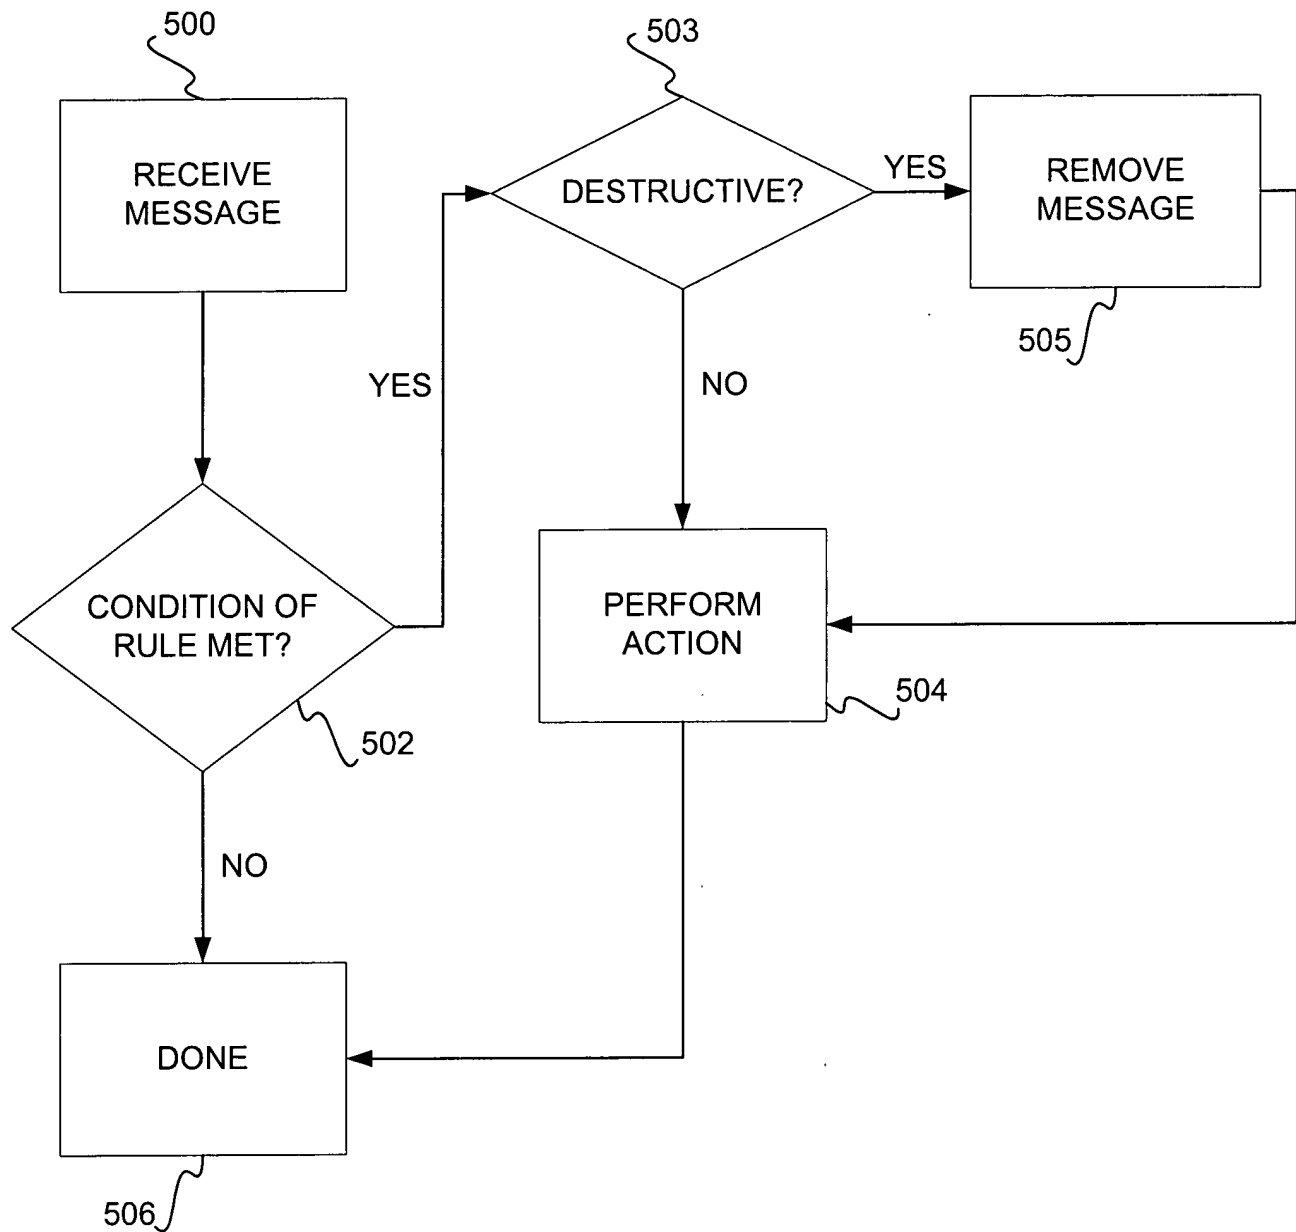 500
RECEIVE
MESSAGE
503
DESTRUCTIVE?
YES
REMOVE
MESSAGE
505
YES
NO
CONDITION OF
RULE MET?
502
PERFORM
ACTION
504
NO
DONE
506